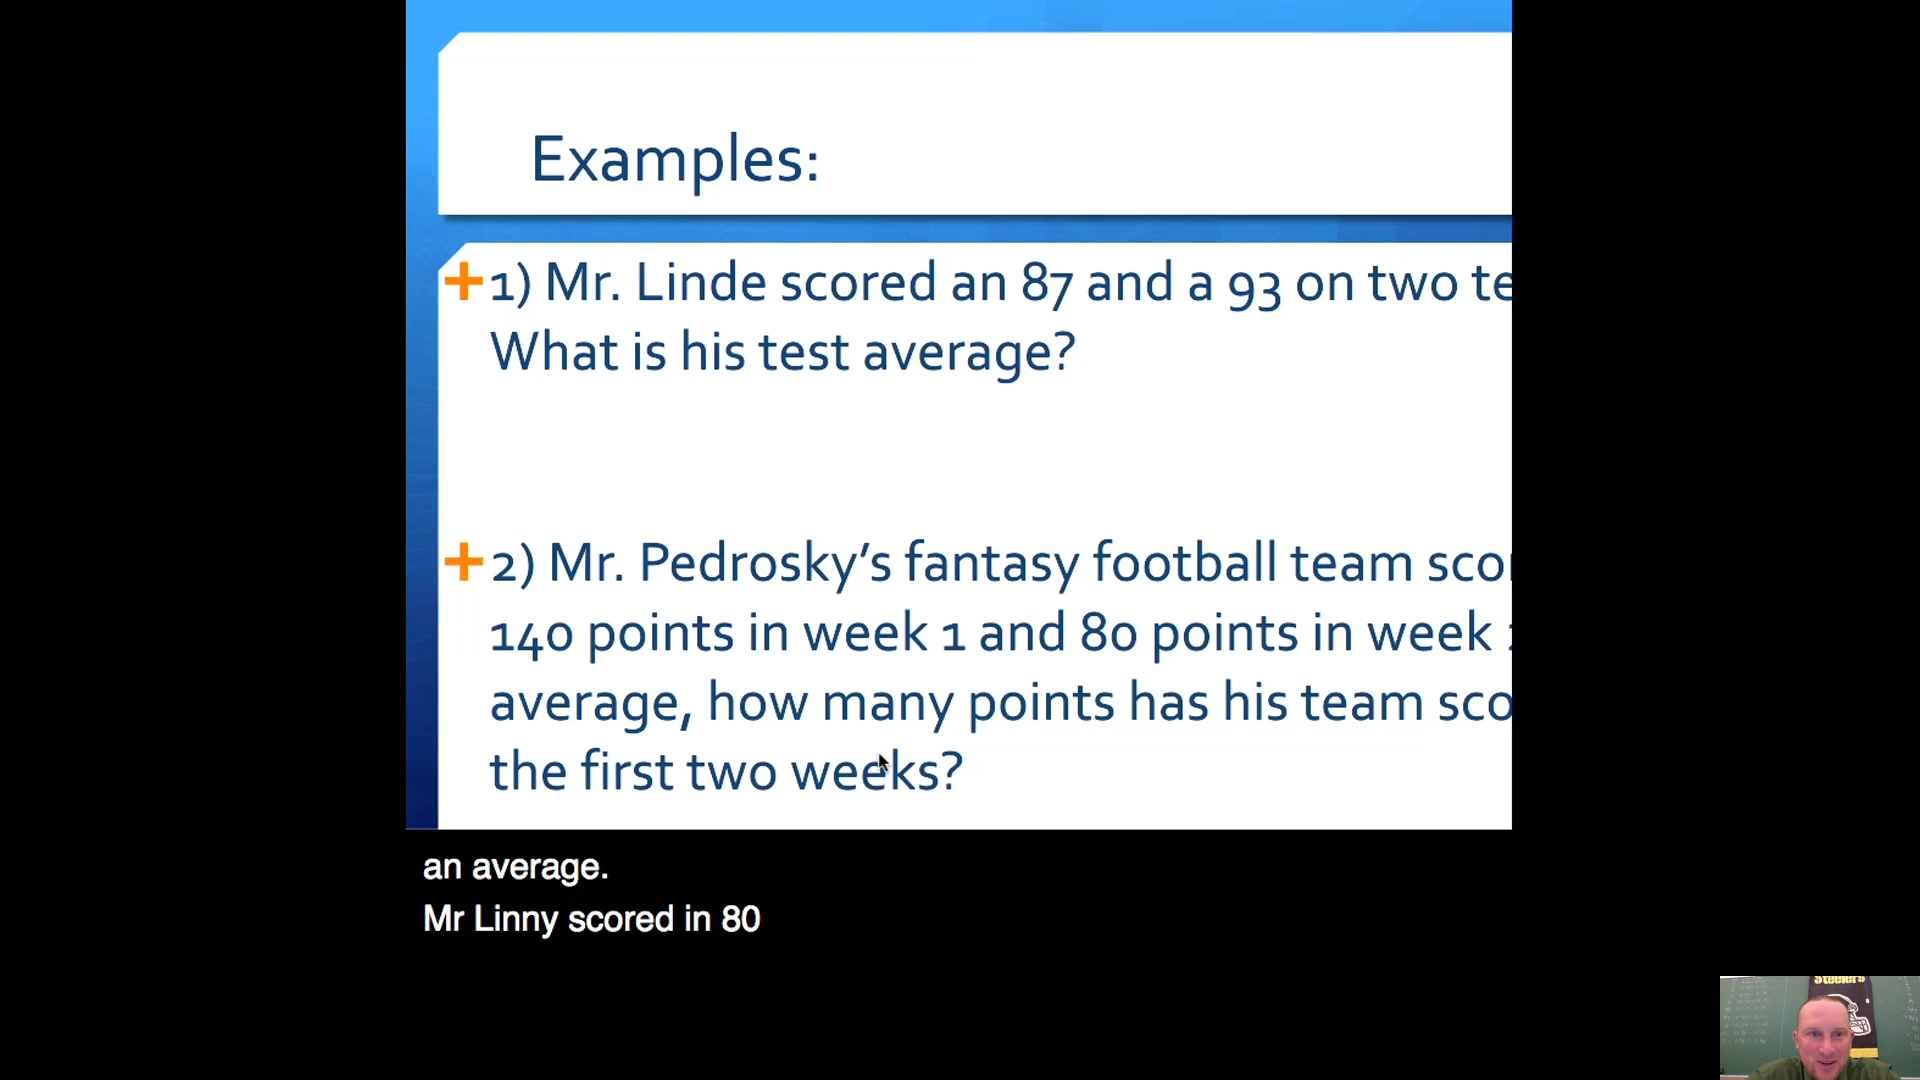 Examples:
1) Mr. Linde scored an 87 and a 93 on two te
What is his test average?
2) Mr. Pedrosky’s fantasy football team scor
140 points in week 1 and 80 points in week
average, how many points has his team sco
the first two weeks?
an average.
Mr Linny scored in 80
Steelers